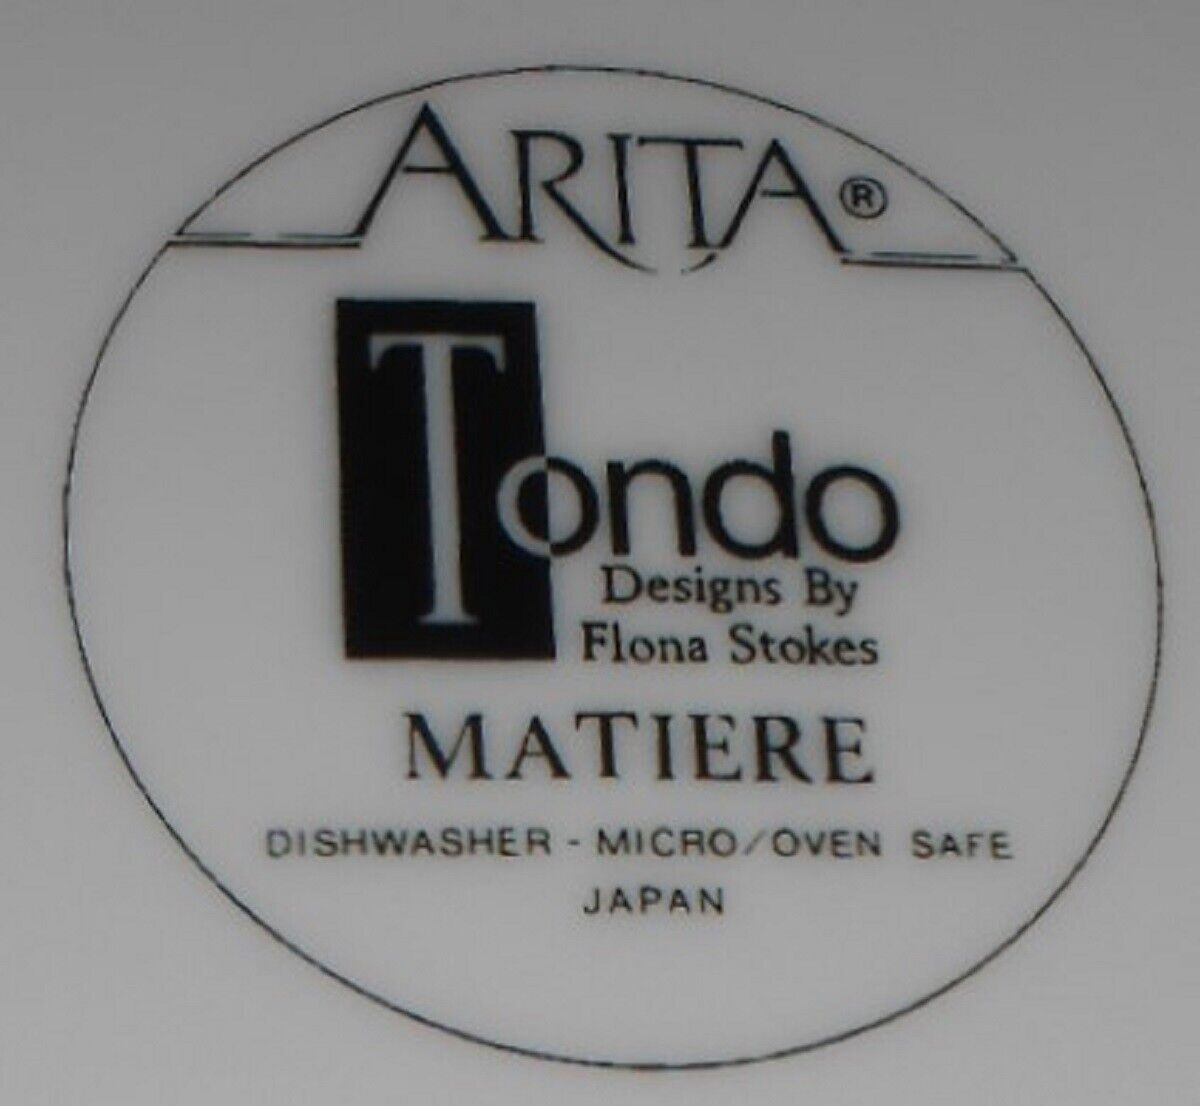 ARITA®
Tondo
Designs By
Flona Stokes
MATIERE
DISHWASHER - MICRO/OVEN SAFE
JAPAN